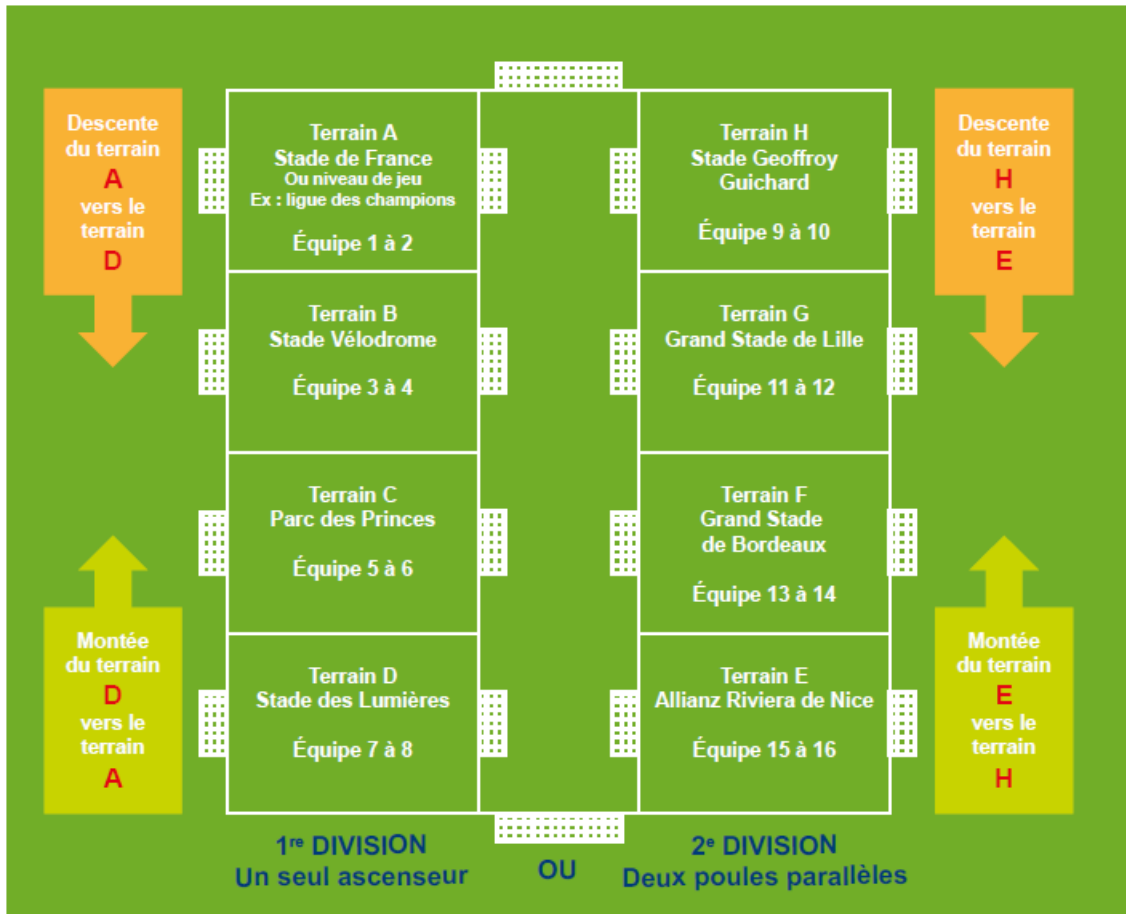 Descente
du terrain
A
vers le
terrain
D
Montée
du terrain
D
vers le
terrain
A
Terrain A
Stade de France
Ou niveau de jeu
Ex : ligue des champions
Équipe 1 à 2
Terrain B
Stade Vélodrome
Équipe 3 à 4
Terrain C
Parc des Princes
Équipe 5 à 6
Terrain D
Stade des Lumières
Équipe 7 à 8
Terrain H
Stade Geoffroy
Guichard
Équipe 9 à 10
Terrain G
Grand Stade de Lille
Équipe 11 à 12
Terrain F
Grand Stade
de Bordeaux
Équipe 13 à 14
Terrain E
Allianz Riviera de Nice
Équipe 15 à 16
Descente
du terrain
H
vers le
terrain
E
Montée
du terrain
E
vers le
terrain
H
1re DIVISION
Un seul ascenseur
OU
2e DIVISION
Deux poules parallèles